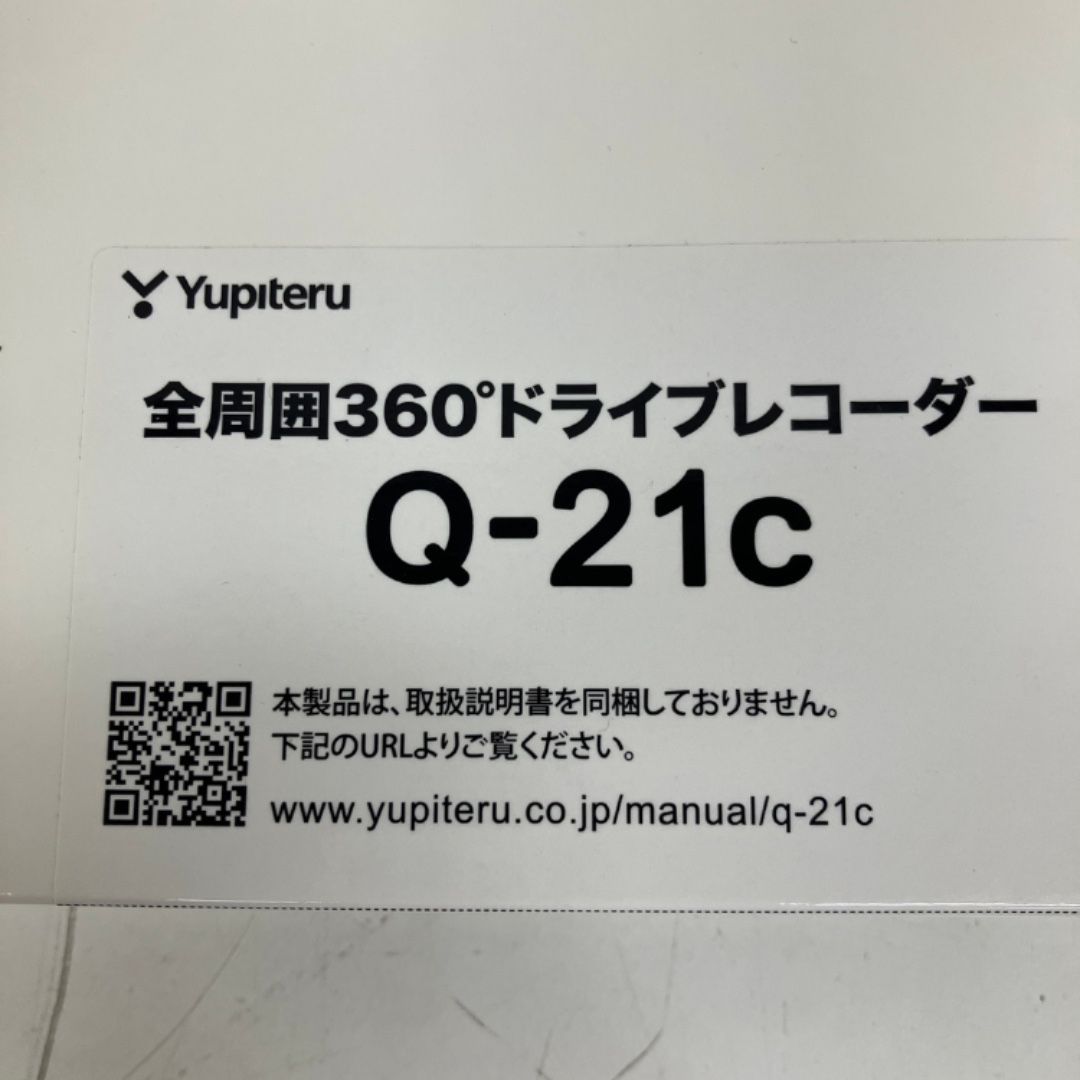 Yupiteru
全周囲360°ドライブレコーダー
Q-21c
本製品は、取扱説明書を同梱しておりません。
下記のURLよりご覧ください。
www.yupiteru.co.jp/manual/q-21c